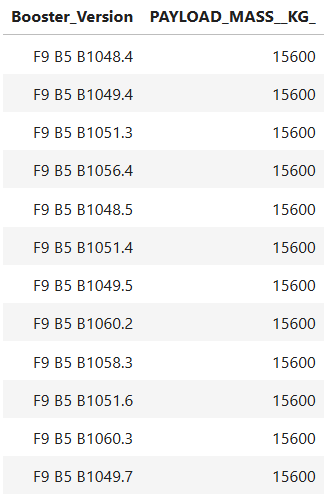 Booster_Version PAYLOAD_MASS__KG_
F9 B5 B1048.4 15600
F9 B5 B1049.4 15600
F9 B5 B1051.3 15600
F9 B5 B1056.4 15600
F9 B5 B1048.5 15600
F9 B5 B1051.4 15600
F9 B5 B1049.5 15600
F9 B5 B1060.2 15600
F9 B5 B1058.3 15600
F9 B5 B1051.6 15600
F9 B5 B1060.3 15600
F9 B5 B1049.7 15600